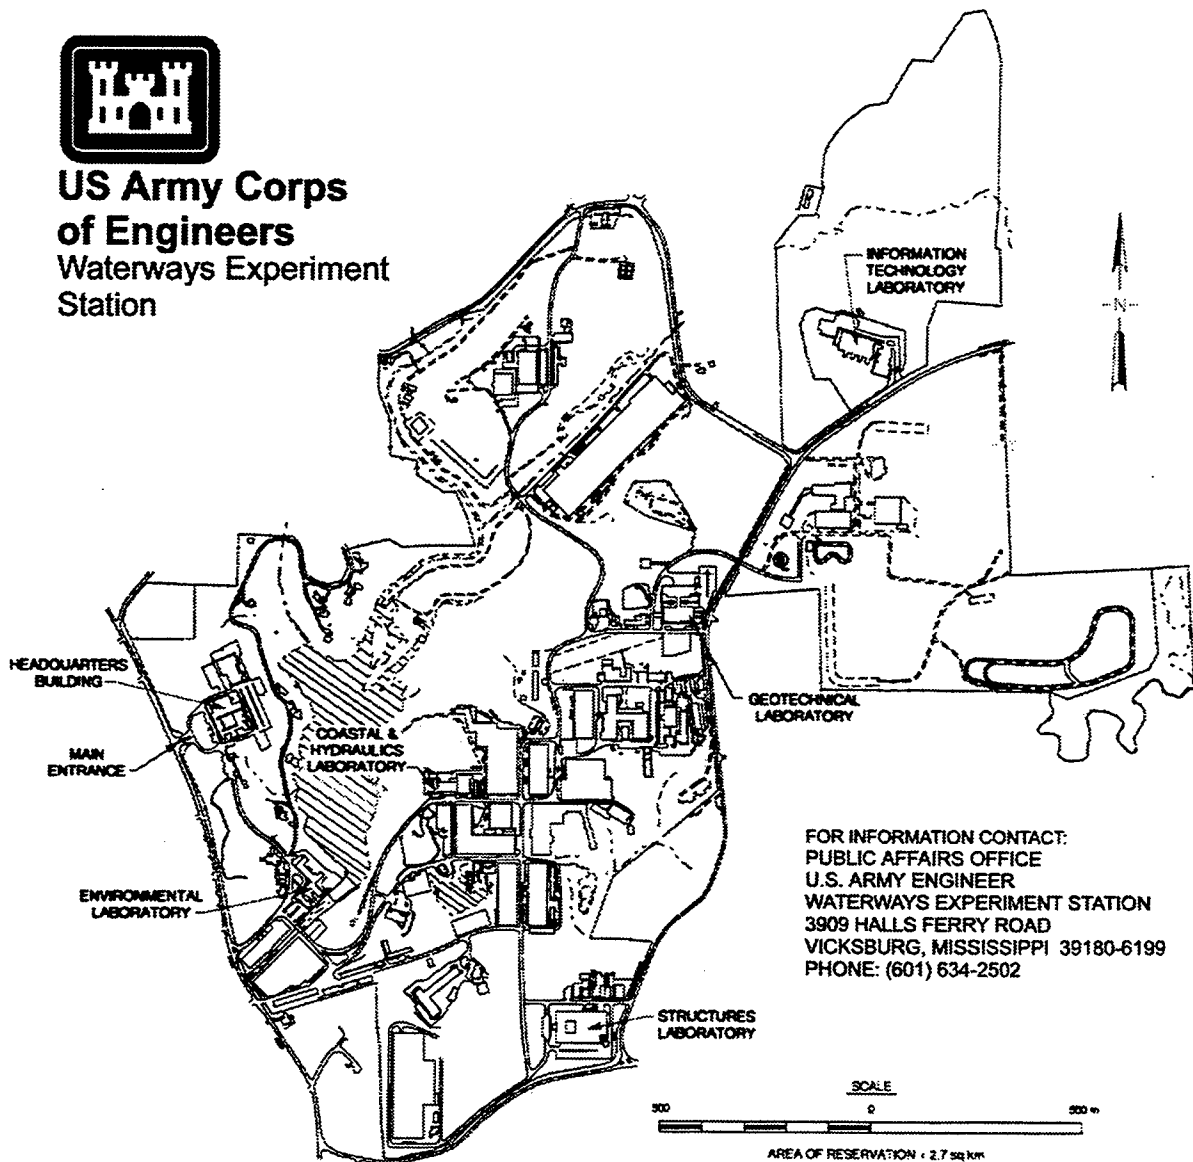 US Army Corps
of Engineers
Waterways Experiment
Station
INFORMATION
TECHNOLOGY
LABORATORY
N
HEADQUARTERS
BUILDING
MAIN
ENTRANCE
COASTAL &
HYDRAULICS
LABORATORY
GEOTECHNICAL
LABORATORY
ENVIRONMENTAL
LABORATORY
STRUCTURES
LABORATORY
FOR INFORMATION CONTACT:
PUBLIC AFFAIRS OFFICE
U.S. ARMY ENGINEER
WATERWAYS EXPERIMENT STATION
3909 HALLS FERRY ROAD
VICKSBURG, MISSISSIPPI 39180-6199
PHONE: (601) 634-2502
SCALE
0
AREA OF RESERVATION 2.7 sq km